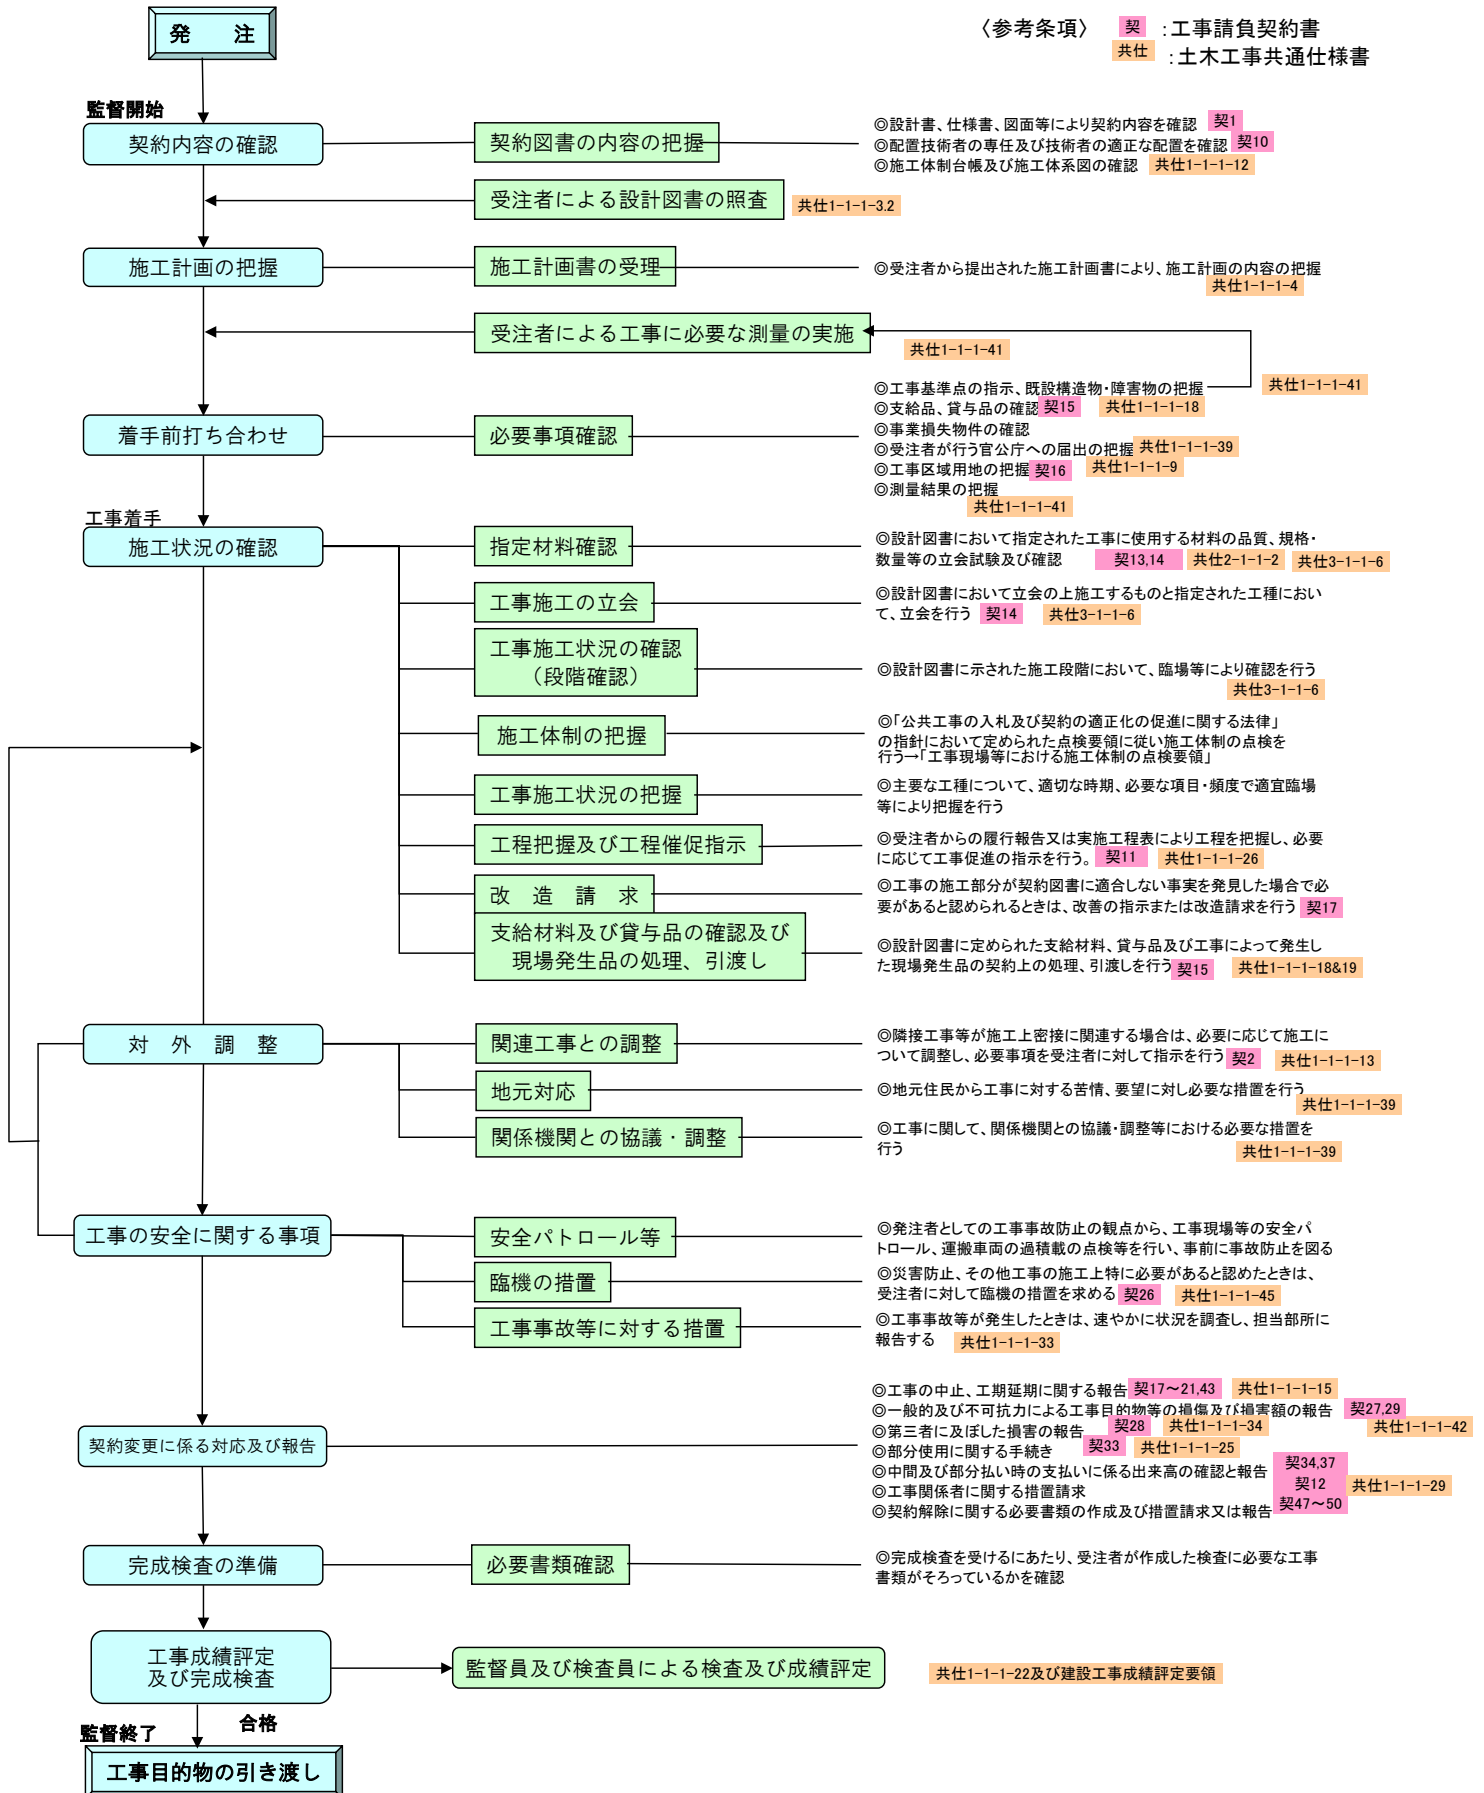 発　注
〈参考条項〉 契 :工事請負契約書
共仕 :土木工事共通仕様書
監督開始
契約内容の確認
契約図書の内容の把握
◎設計書、仕様書、図面等により契約内容を確認 契1
◎配置技術者の専任及び技術者の適正な配置を確認 契10
◎施工体制台帳及び施工体系図の確認 共仕1-1-1-12
受注者による設計図書の照査 共仕1-1-1-3.2
施工計画の把握
施工計画書の受理
◎受注者から提出された施工計画書により、施工計画の内容の把握
共仕1-1-1-4
受注者による工事に必要な測量の実施
共仕1-1-1-41
◎工事基準点の指示、既設構造物・障害物の把握 共仕1-1-1-41
◎支給品、貸与品の確認 契15 共仕1-1-1-18
着手前打ち合わせ
必要事項確認
◎事業損失物件の確認
◎受注者が行う官公庁への届出の把握 共仕1-1-1-39
◎工事区域用地の把握 契16 共仕1-1-1-9
◎測量結果の把握
共仕1-1-1-41
工事着手
施工状況の確認
指定材料確認
◎設計図書において指定された工事に使用する材料の品質、規格・
数量等の立会試験及び確認 契13,14 共仕2-1-1-2 共仕3-1-1-6
工事施工の立会
◎設計図書において立会の上施工するものと指定された工種におい
て、立会を行う 契14 共仕3-1-1-6
工事施工状況の確認
（段階確認）
◎設計図書に示された施工段階において、臨場等により確認を行う
共仕3-1-1-6
施工体制の把握
◎「公共工事の入札及び契約の適正化の促進に関する法律」
の指針において定められた点検要領に従い施工体制の点検を
行う→「工事現場等における施工体制の点検要領」
工事施工状況の把握
◎主要な工種について、適切な時期、必要な項目・頻度で適宜臨場
等により把握を行う
工程把握及び工程催促指示
◎受注者からの履行報告又は実施工程表により工程を把握し、必要
に応じて工事促進の指示を行う。 契11 共仕1-1-1-26
改　造　請　求
◎工事の施工部分が契約図書に適合しない事実を発見した場合で必
要があると認められるときは、改善の指示または改造請求を行う 契17
支給材料及び貸与品の確認及び
現場発生品の処理、引渡し
◎設計図書に定められた支給材料、貸与品及び工事によって発生し
た現場発生品の契約上の処理、引渡しを行う 契15 共仕1-1-1-18&19
対　外　調　整
関連工事との調整
◎隣接工事等が施工上密接に関連する場合は、必要に応じて施工に
ついて調整し、必要事項を受注者に対して指示を行う 契2 共仕1-1-1-13
地元対応
◎地元住民から工事に対する苦情、要望に対し必要な措置を行う
共仕1-1-1-39
関係機関との協議・調整
◎工事に関して、関係機関との協議・調整等における必要な措置を
行う 共仕1-1-1-39
工事の安全に関する事項
安全パトロール等
◎発注者としての工事事故防止の観点から、工事現場等の安全パ
トロール、運搬車両の過積載の点検等を行い、事前に事故防止を図る
臨機の措置
◎災害防止、その他工事の施工上特に必要があると認めたときは、
受注者に対して臨機の措置を求める 契26 共仕1-1-1-45
工事事故等に対する措置
◎工事事故等が発生したときは、速やかに状況を調査し、担当部所に
報告する 共仕1-1-1-33
契約変更に係る対応及び報告
◎工事の中止、工期延期に関する報告 契17～21,43 共仕1-1-1-15
◎一般的及び不可抗力による工事目的物等の損傷及び損害額の報告 契27,29
共仕1-1-1-42
◎第三者に及ぼした損害の報告 契28 共仕1-1-1-34
◎部分使用に関する手続き 契33 共仕1-1-1-25
◎中間及び部分払い時の支払いに係る出来高の確認と報告 契34,37
◎工事関係者に関する措置請求 契12 共仕1-1-1-29
◎契約解除に関する必要書類の作成及び措置請求又は報告 契47～50
完成検査の準備
必要書類確認
◎完成検査を受けるにあたり、受注者が作成した検査に必要な工事
書類がそろっているかを確認
工事成績評定
及び完成検査
監督員及び検査員による検査及び成績評定
共仕1-1-1-22及び建設工事成績評定要領
監督終了 合格
工事目的物の引き渡し